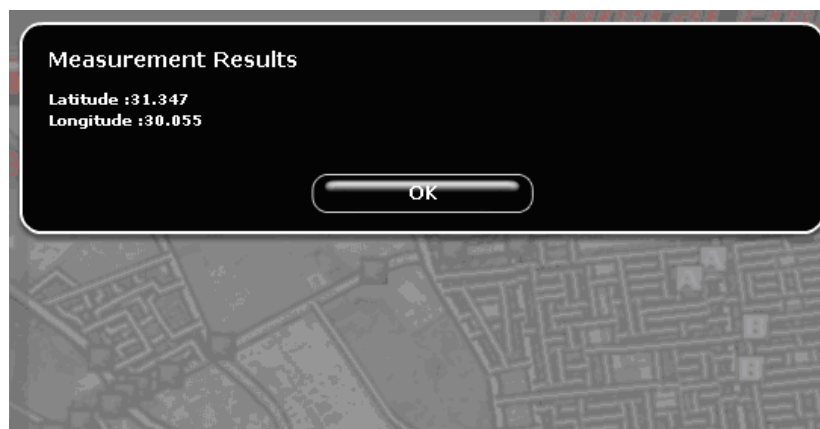 Measurement Results
Latitude :31.347
Longitude :30.055
OK
A
A
B
B